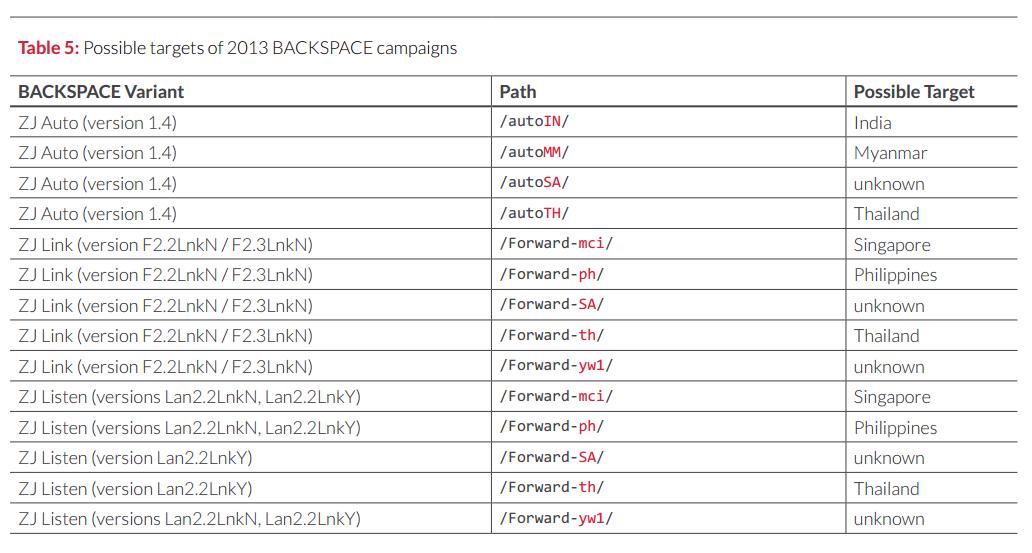 Table 5: Possible targets of 2013 BACKSPACE campaigns
BACKSPACE Variant Path Possible Target
ZJ Auto (version 1.4) /autoIN/ India
ZJ Auto (version 1.4) /autoMM/ Myanmar
ZJ Auto (version 1.4) /autoSA/ unknown
ZJ Auto (version 1.4) /autoTH/ Thailand
ZJ Link (version F2.2LnkN / F2.3LnkN) /Forward-mci/ Singapore
ZJ Link (version F2.2LnkN / F2.3LnkN) /Forward-ph/ Philippines
ZJ Link (version F2.2LnkN / F2.3LnkN) /Forward-SA/ unknown
ZJ Link (version F2.2LnkN / F2.3LnkN) /Forward-th/ Thailand
ZJ Link (version F2.2LnkN / F2.3LnkN) /Forward-yw1/ unknown
ZJ Listen (versions Lan2.2LnkN, Lan2.2LnkY) /Forward-mci/ Singapore
ZJ Listen (versions Lan2.2LnkN, Lan2.2LnkY) /Forward-ph/ Philippines
ZJ Listen (version Lan2.2LnkY) /Forward-SA/ unknown
ZJ Listen (version Lan2.2LnkY) /Forward-th/ Thailand
ZJ Listen (versions Lan2.2LnkN, Lan2.2LnkY) /Forward-yw1/ unknown